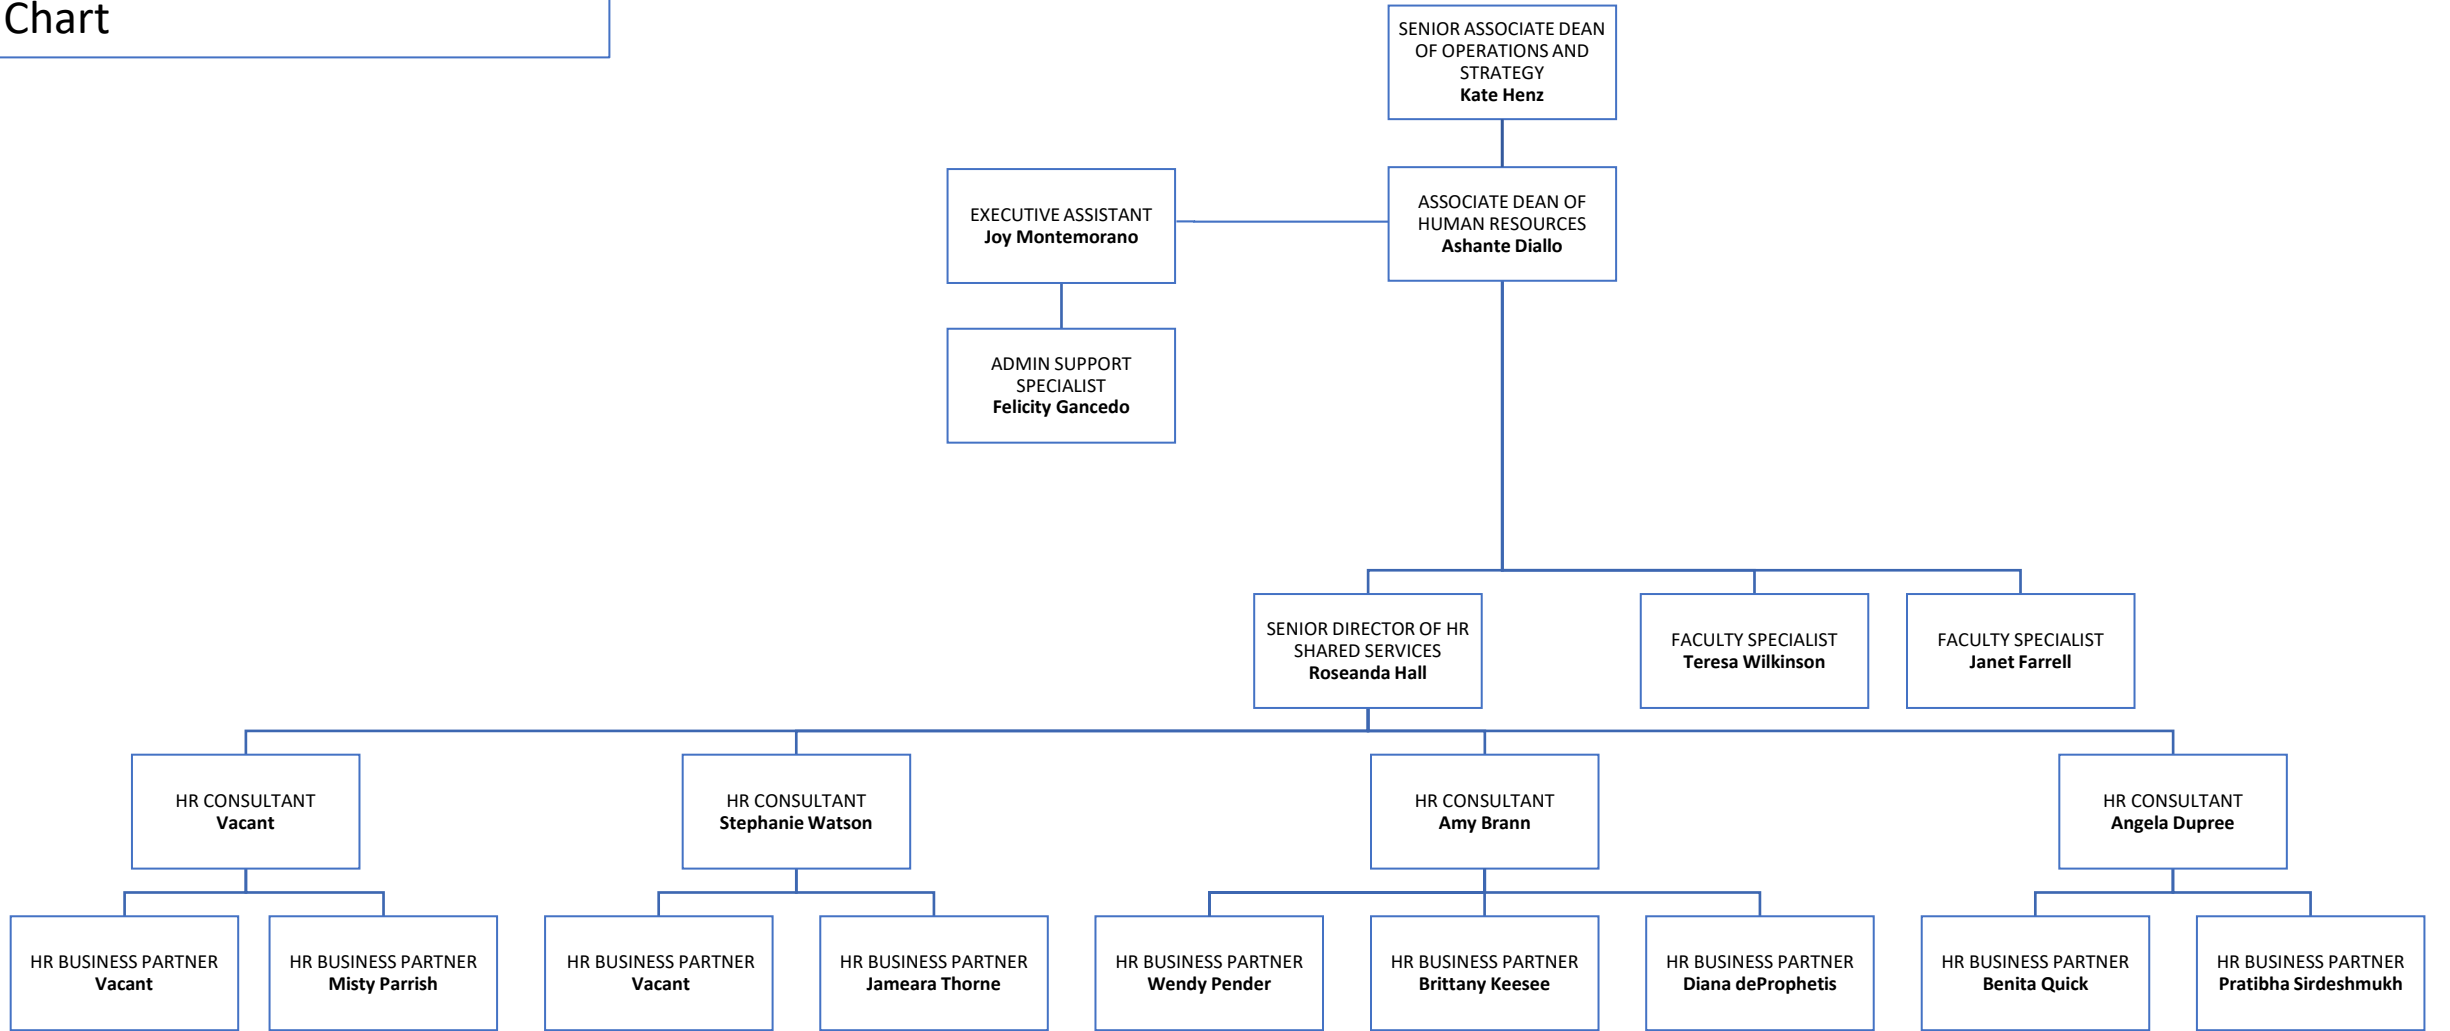 Chart
SENIOR ASSOCIATE DEAN
OF OPERATIONS AND
STRATEGY
Kate Henz
EXECUTIVE ASSISTANT
Joy Montemorano
ASSOCIATE DEAN OF
HUMAN RESOURCES
Ashante Diallo
ADMIN SUPPORT
SPECIALIST
Felicity Gancedo
SENIOR DIRECTOR OF HR
SHARED SERVICES
Roseanda Hall
FACULTY SPECIALIST
Teresa Wilkinson
FACULTY SPECIALIST
Janet Farrell
HR CONSULTANT
Vacant
HR CONSULTANT
Stephanie Watson
HR CONSULTANT
Amy Brann
HR CONSULTANT
Angela Dupree
HR BUSINESS PARTNER
Vacant
HR BUSINESS PARTNER
Misty Parrish
HR BUSINESS PARTNER
Vacant
HR BUSINESS PARTNER
Jameara Thorne
HR BUSINESS PARTNER
Wendy Pender
HR BUSINESS PARTNER
Brittany Keesee
HR BUSINESS PARTNER
Diana deProphetis
HR BUSINESS PARTNER
Benita Quick
HR BUSINESS PARTNER
Pratibha Sirdeshmukh